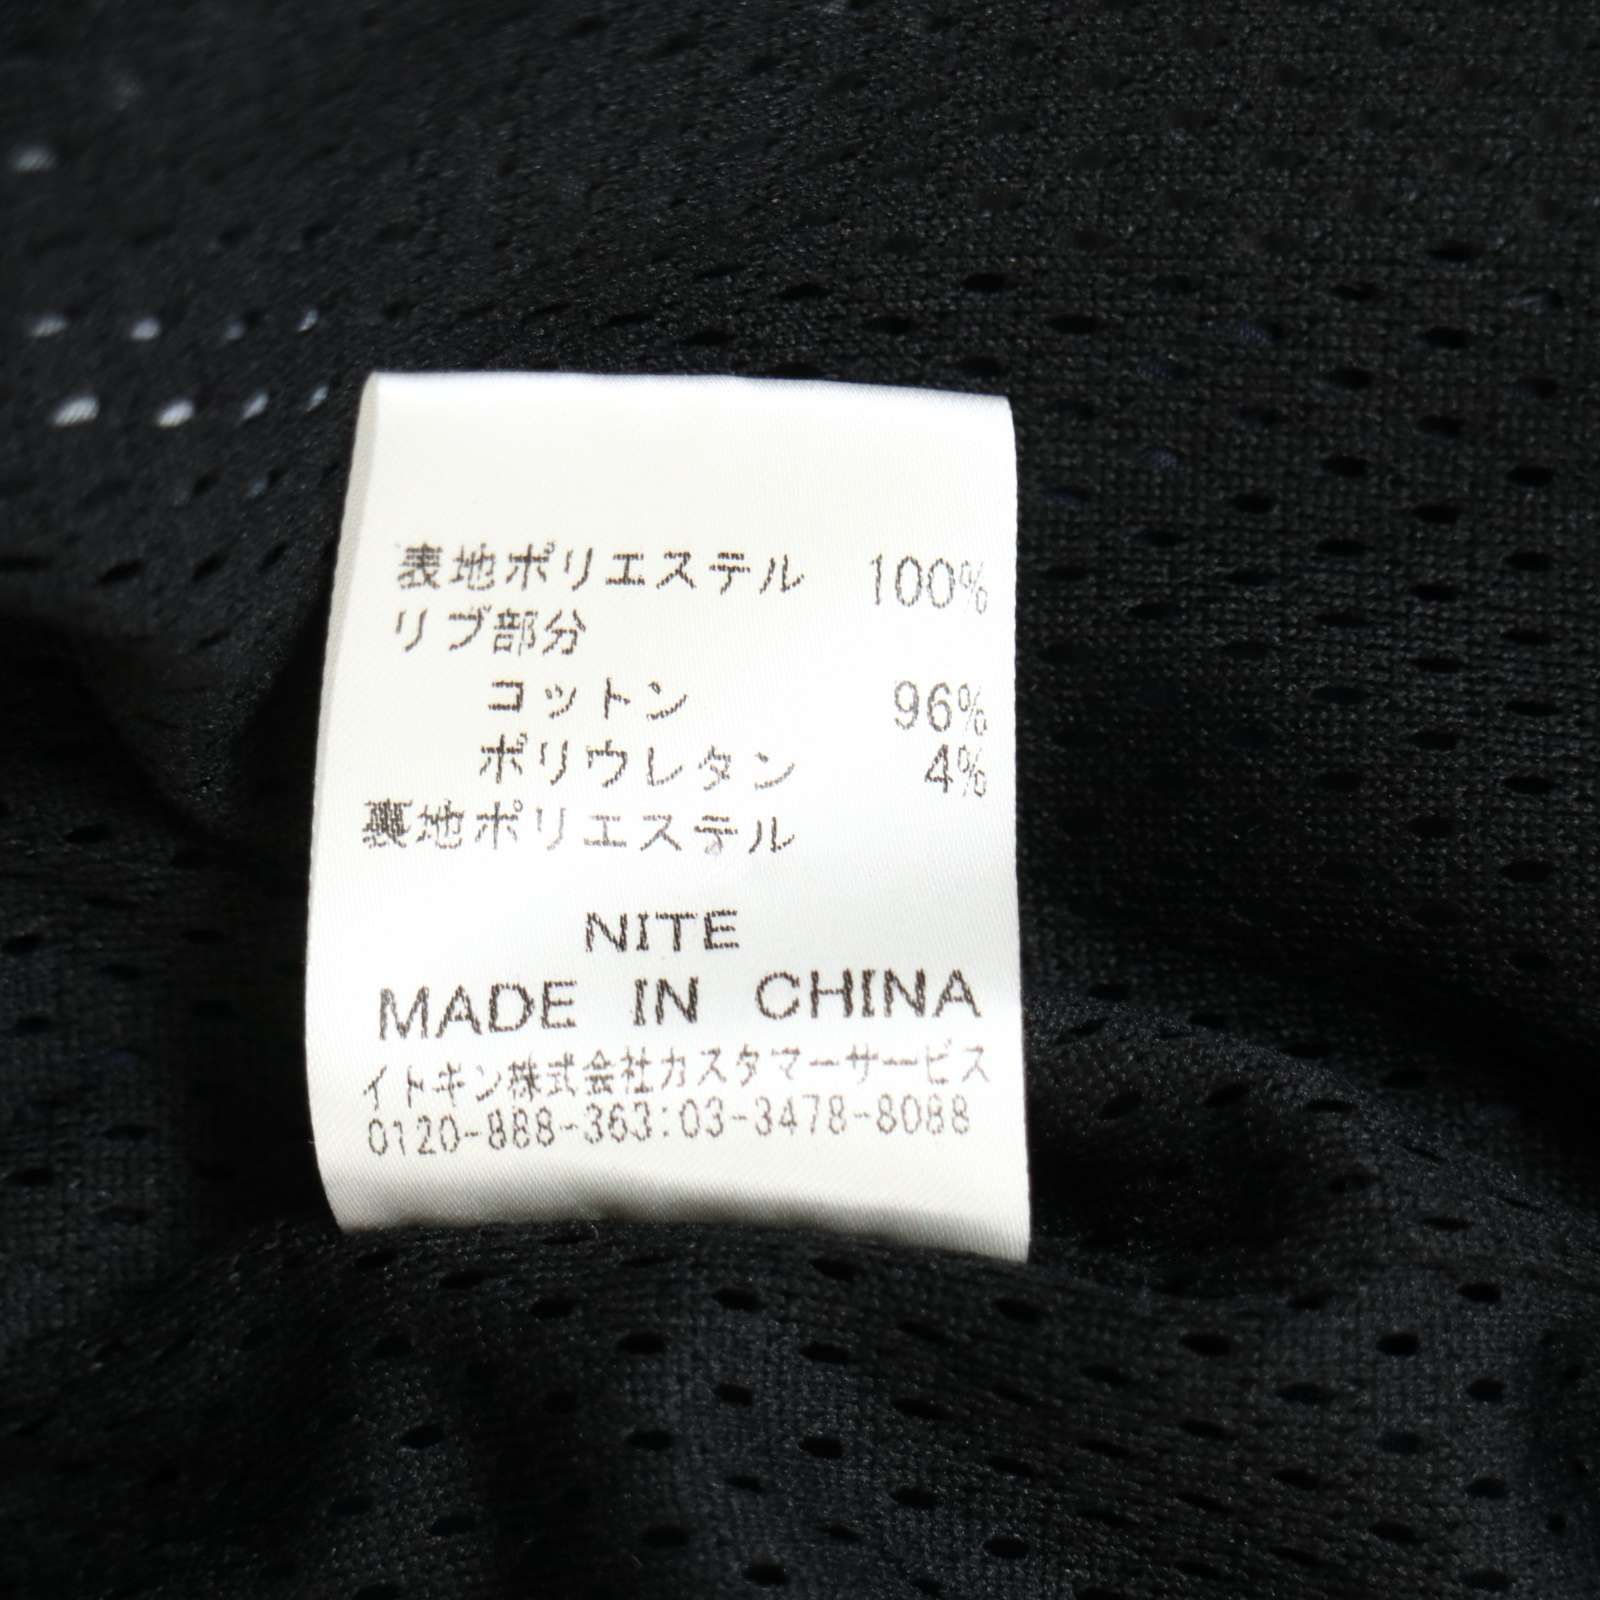 表地ポリエステル 100%
リブ部分
コットン 96%
ポリウレタン 4%
裏地ポリエステル
NITE
MADE IN CHINA
イトキン株式会社カスタマーサービス
0120-888-363:03-3478-8088